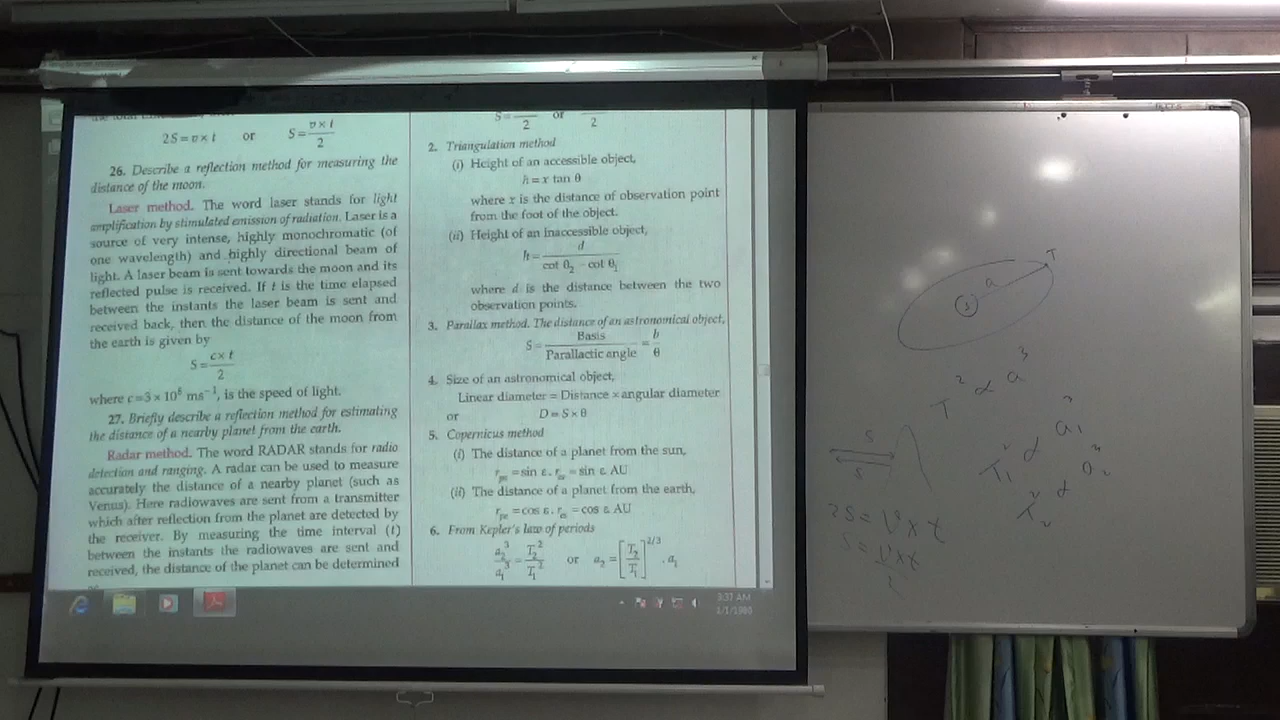 2S = υ × t or S = υ × t / 2
26. Describe a reflection method for measuring the
distance of the moon.
Laser method. The word laser stands for light
amplification by stimulated emission of radiation. Laser is a
source of very intense, highly monochromatic (of
one wavelength) and highly directional beam of
light. A laser beam is sent towards the moon and its
reflected pulse is received. If t is the time elapsed
between the instants the laser beam is sent and
received back, then the distance of the moon from
the earth is given by
S = c × t / 2
where c = 3 × 10⁸ ms⁻¹, is the speed of light.
27. Briefly describe a reflection method for estimating
the distance of a nearby planet from the earth.
Radar method. The word RADAR stands for radio
detection and ranging. A radar can be used to measure
accurately the distance of a nearby planet (such as
Venus). Here radiowaves are sent from a transmitter
which after reflection from the planet are detected by
the receiver. By measuring the time interval (t)
between the instants the radiowaves are sent and
received, the distance of the planet can be determined
S = / 2 or / 2
2. Triangulation method
(i) Height of an accessible object,
h = x tan θ
where x is the distance of observation point
from the foot of the object.
(ii) Height of an inaccessible object,
h = d / cot θ₂ – cot θ₁
where d is the distance between the two
observation points.
3. Parallax method. The distance of an astronomical object,
S = Basis / Parallactic angle = b / θ
4. Size of an astronomical object,
Linear diameter = Distance × angular diameter
or D = S × θ
5. Copernicus method
(i) The distance of a planet from the sun,
= sin ε. = sin ε AU
(ii) The distance of a planet from the earth,
= cos ε. = cos ε AU
6. From Kepler's law of periods
a₂³ / a₁³ = T₂² / T₁² or a₂ = [T₂ / T₁]^2/3 . a₁
3:37 AM
1/1/1980
T
a
S
T² α a³
T₁² α a₁³
T₂² α a₂³
S
S
2S = V × t
S = V × t / 2